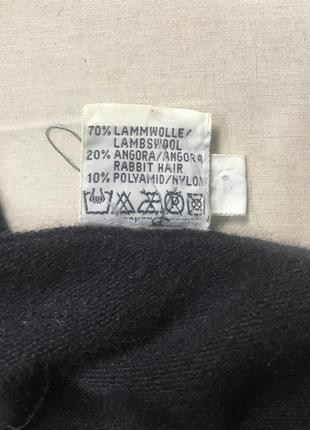 70% LAMMWOLLE/
LAMBSWOOL
20% ANGORA/ANGORA
RABBIT HAIR
10% POLYAMID/NYLON